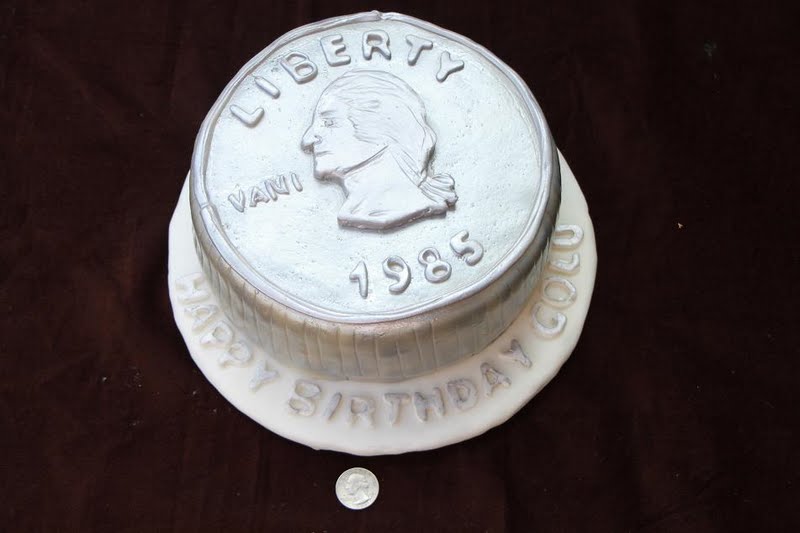 LIBERTY
VANI
1985
HAPPY BIRTHDAY GOLU